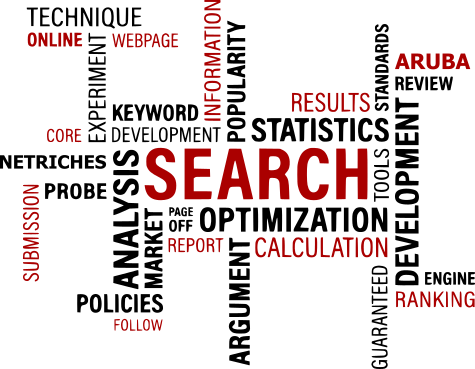 TECHNIQUE
ONLINE
WEBPAGE
EXPERIMENT
INFORMATION
POPULARITY
STANDARDS
ARUBA
REVIEW
KEYWORD
RESULTS
CORE
DEVELOPMENT
STATISTICS
NETRICHES
SEARCH
TOOLS
DEVELOPMENT
PROBE
SUBMISSION
ANALYSIS
MARKET
PAGE
OFF
OPTIMIZATION
REPORT
CALCULATION
ARGUMENT
GUARANTEED
ENGINE
RANKING
POLICIES
FOLLOW